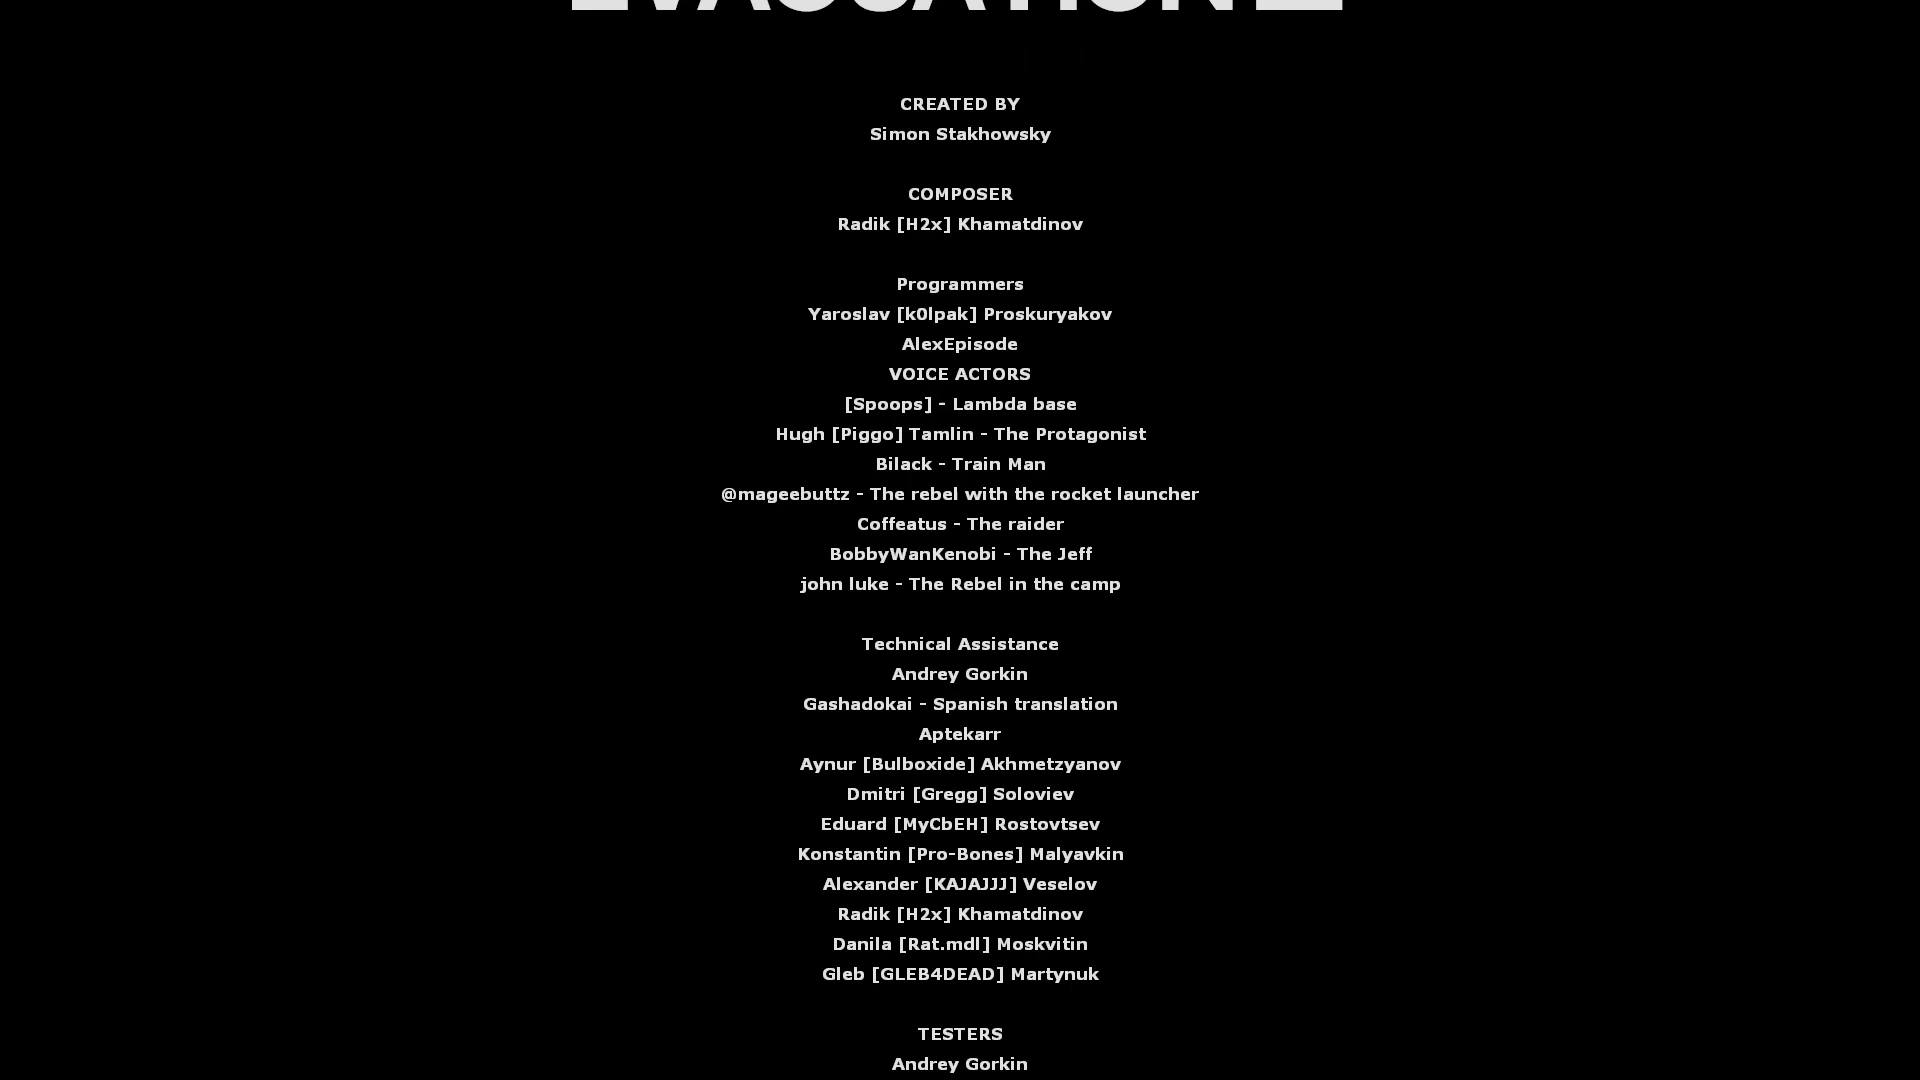 EVACUATION
CREATED BY
Simon Stakhowsky
COMPOSER
Radik [H2x] Khamatdinov
Programmers
Yaroslav [k0lpak] Proskuryakov
AlexEpisode
VOICE ACTORS
[Spoops] - Lambda base
Hugh [Piggo] Tamlin - The Protagonist
Bilack - Train Man
@mageebuttz - The rebel with the rocket launcher
Coffeatus - The raider
BobbyWanKenobi - The Jeff
john luke - The Rebel in the camp
Technical Assistance
Andrey Gorkin
Gashadokai - Spanish translation
Aptekarr
Aynur [Bulboxide] Akhmetzyanov
Dmitri [Gregg] Soloviev
Eduard [MyCbEH] Rostovtsev
Konstantin [Pro-Bones] Malyavkin
Alexander [KAJAJJJ] Veselov
Radik [H2x] Khamatdinov
Danila [Rat.mdl] Moskvitin
Gleb [GLEB4DEAD] Martynuk
TESTERS
Andrey Gorkin